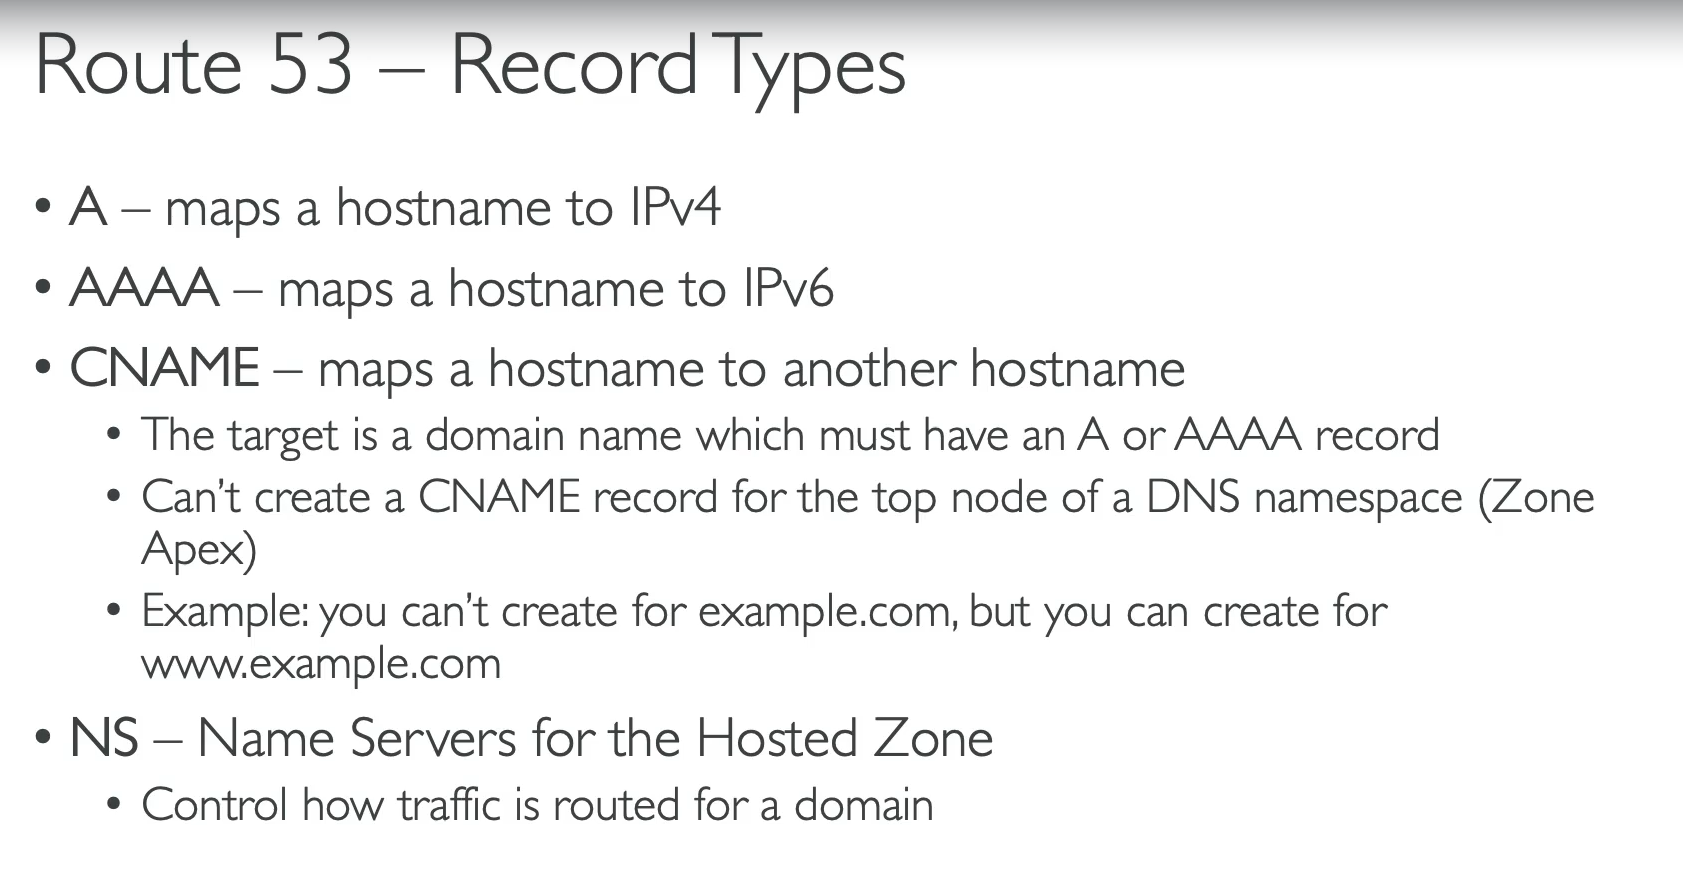 Route 53 – Record Types
• A – maps a hostname to IPv4
• AAAA – maps a hostname to IPv6
• CNAME – maps a hostname to another hostname
• The target is a domain name which must have an A or AAAA record
• Can’t create a CNAME record for the top node of a DNS namespace (Zone
Apex)
• Example: you can’t create for example.com, but you can create for
www.example.com
• NS – Name Servers for the Hosted Zone
• Control how traffic is routed for a domain